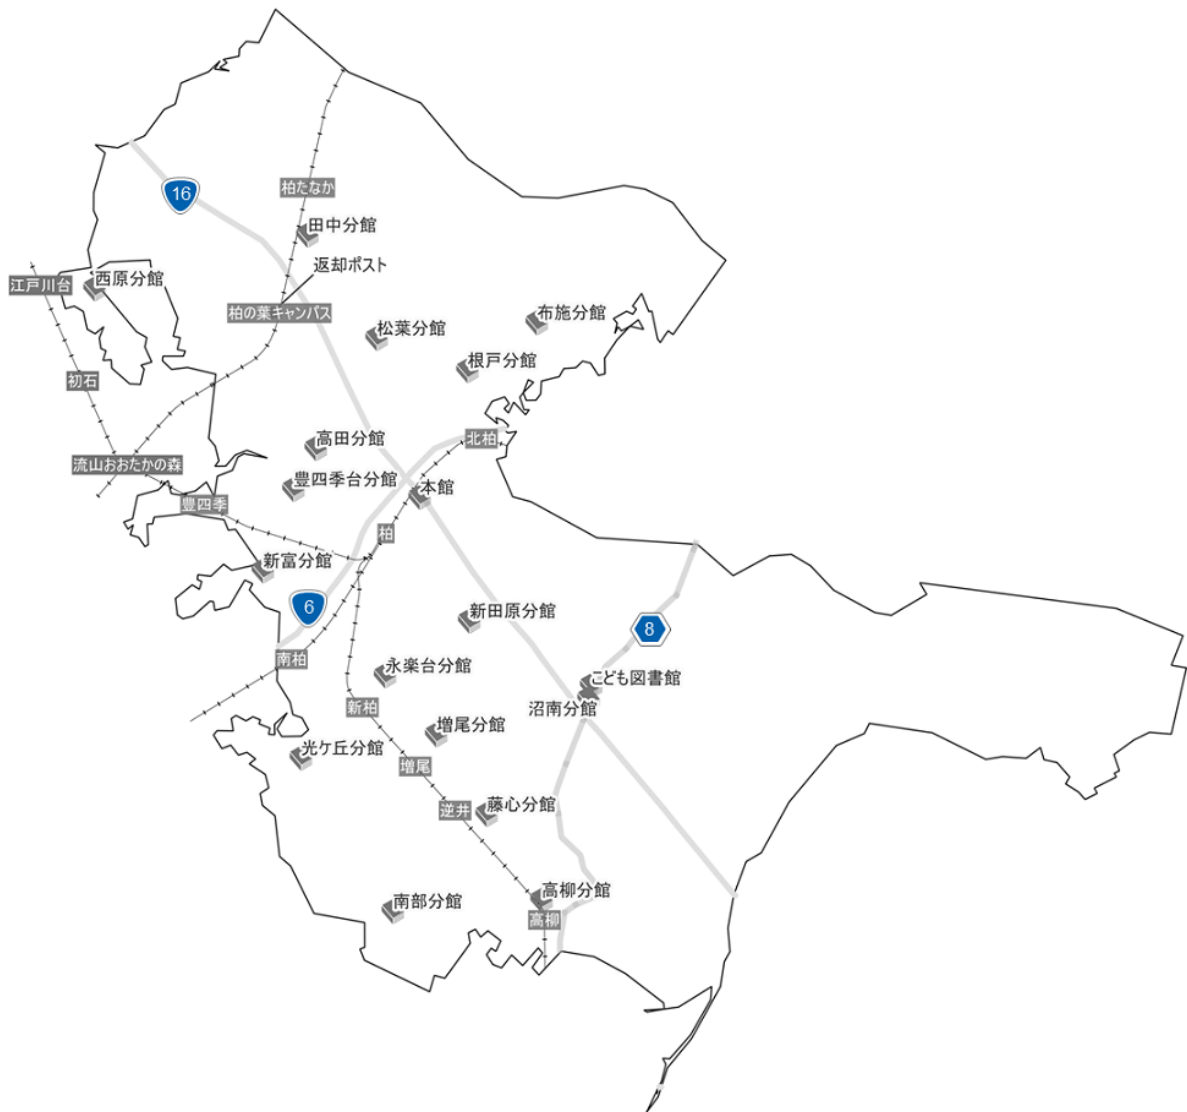 16
柏たなか
田中分館
返却ポスト
江戸川台
西原分館
柏の葉キャンパス
松葉分館
布施分館
根戸分館
初石
高田分館
北柏
流山おおたかの森
豊四季台分館
本館
豊四季
柏
新富分館
6
新田原分館
8
南柏
永楽台分館
こども図書館
新柏
沼南分館
増尾分館
光ケ丘分館
増尾
藤心分館
逆井
高柳分館
南部分館
高柳